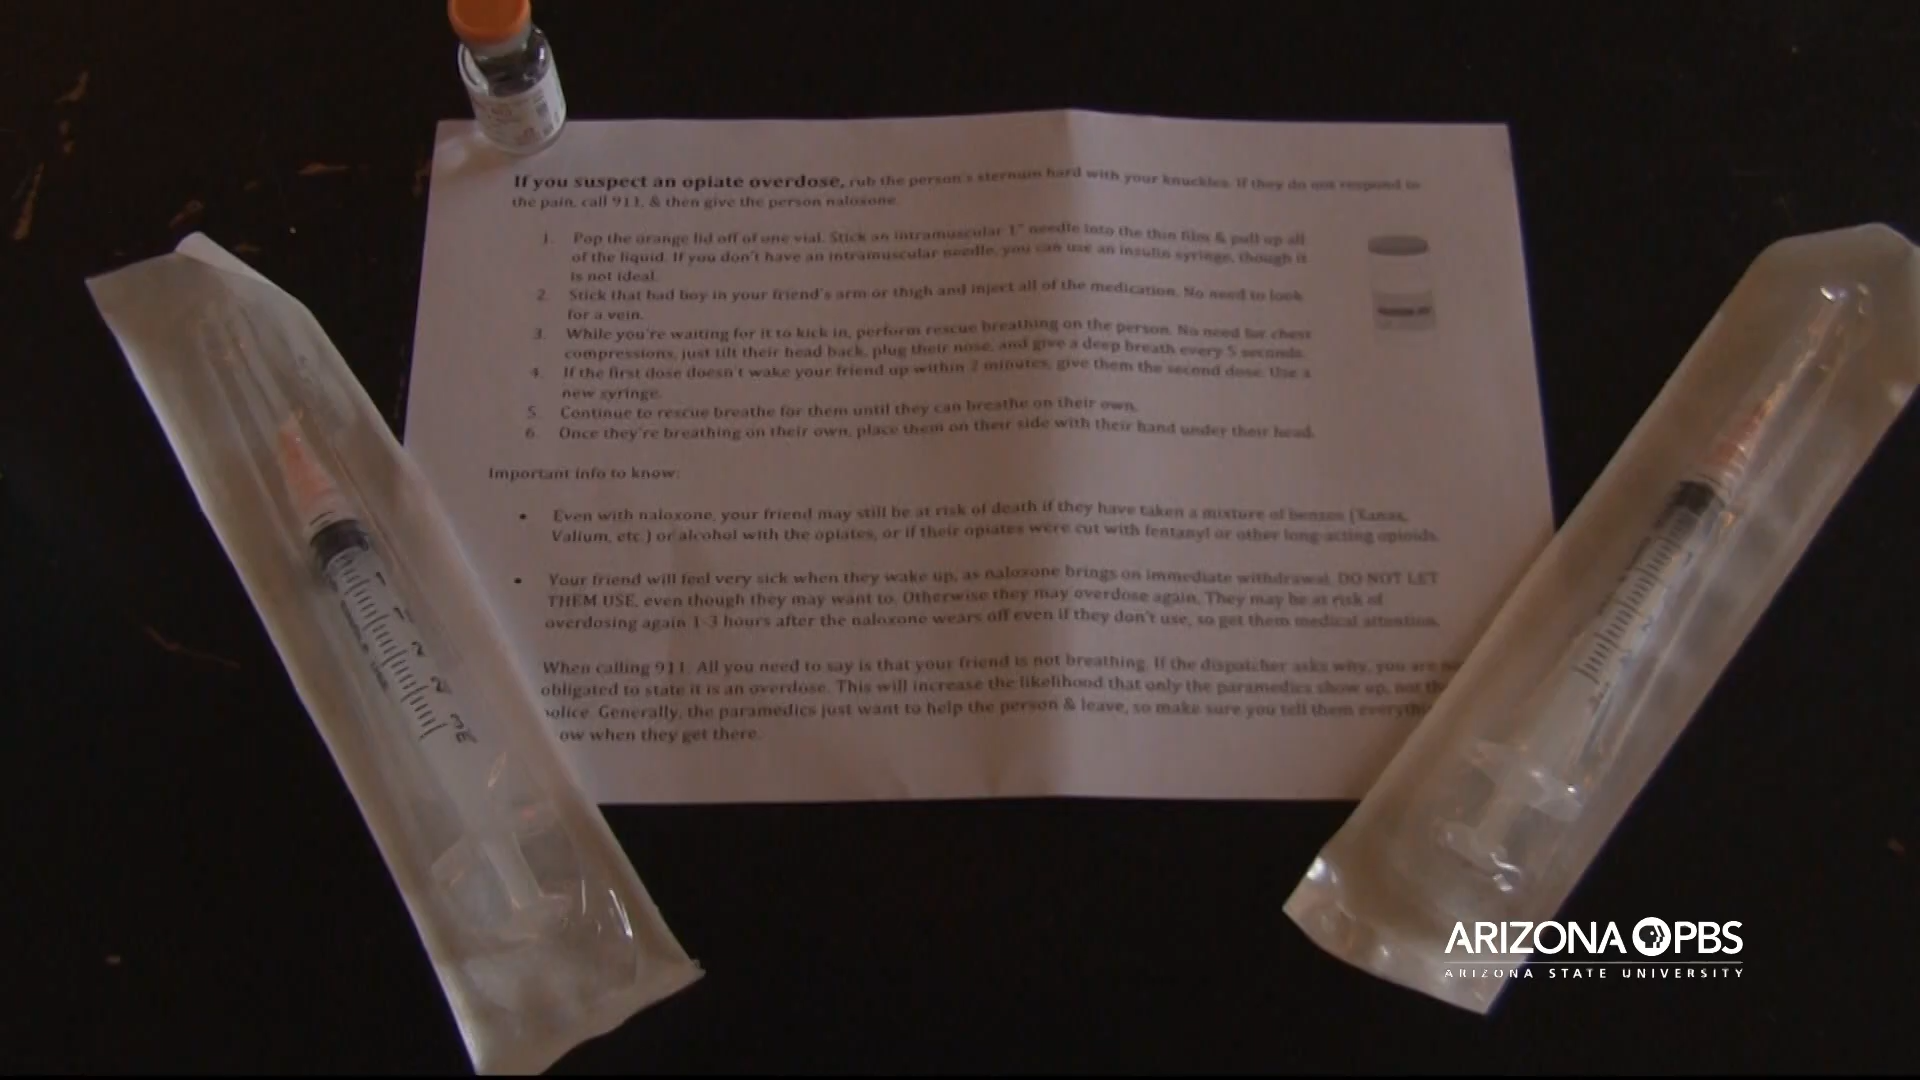 If you suspect an opiate overdose, rub the person's sternum hard with your knuckles. If they do not respond to
the pain, call 911, & then give the person naloxone.
1. Pop the orange lid off of one vial. Stick an intramuscular 1" needle into the thin film & pull up all
of the liquid. If you don't have an intramuscular needle, you can use an insulin syringe, though it
is not ideal.
2. Stick that bad boy in your friend's arm or thigh and inject all of the medication. No need to look
for a vein.
3. While you're waiting for it to kick in, perform rescue breathing on the person. No need for chest
compressions, just tilt their head back, plug their nose, and give a deep breath every 5 seconds.
4. If the first dose doesn't wake your friend up within 2 minutes, give them the second dose. Use a
new syringe.
5. Continue to rescue breathe for them until they can breathe on their own.
6. Once they're breathing on their own, place them on their side with their hand under their head.
Important info to know:
• Even with naloxone, your friend may still be at risk of death if they have taken a mixture of benzos (Xanax,
Valium, etc.) or alcohol with the opiates, or if their opiates were cut with fentanyl or other long-acting opioids.
• Your friend will feel very sick when they wake up, as naloxone brings on immediate withdrawal. DO NOT LET
THEM USE, even though they may want to. Otherwise they may overdose again. They may be at risk of
overdosing again 1-3 hours after the naloxone wears off even if they don't use, so get them medical attention.
When calling 911: All you need to say is that your friend is not breathing. If the dispatcher asks why, you are
obligated to state it is an overdose. This will increase the likelihood that only the paramedics show up, not the
olice. Generally, the paramedics just want to help the person & leave, so make sure you tell them everythi
ow when they get there.
ARIZONA PBS
ARIZONA STATE UNIVERSITY